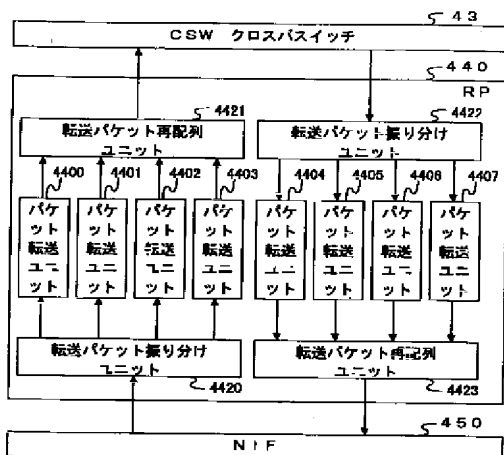 43
CSW クロスバスイッチ
440
RP
4421
転送パケット再配列
ユニット
4422
転送パケット振り分け
ユニット
4400
4401
4402
4403
4404
4405
4406
4407
パケット転送ユニット
パケット転送ユニット
パケット転送ユニット
パケット転送ユニット
パケット転送ユニット
パケット転送ユニット
パケット転送ユニット
パケット転送ユニット
転送パケット振り分け
ユニット
4420
転送パケット再配列
ユニット
4423
450
NIF